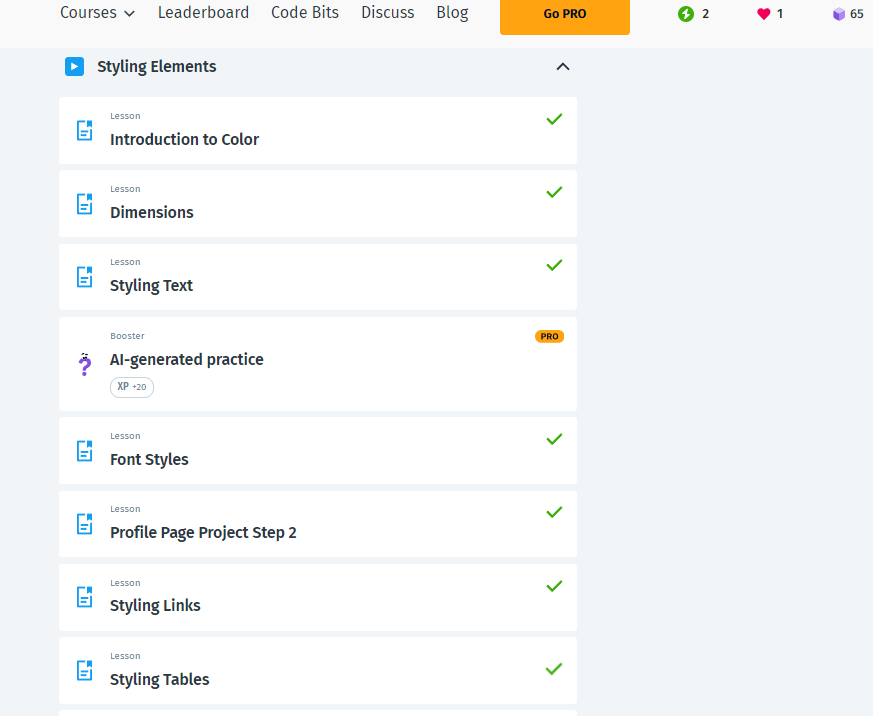 Courses Leaderboard Code Bits Discuss Blog Go PRO 2 1 65
Styling Elements
Lesson
Introduction to Color
Lesson
Dimensions
Lesson
Styling Text
Booster
PRO
AI-generated practice
XP +20
Lesson
Font Styles
Lesson
Profile Page Project Step 2
Lesson
Styling Links
Lesson
Styling Tables